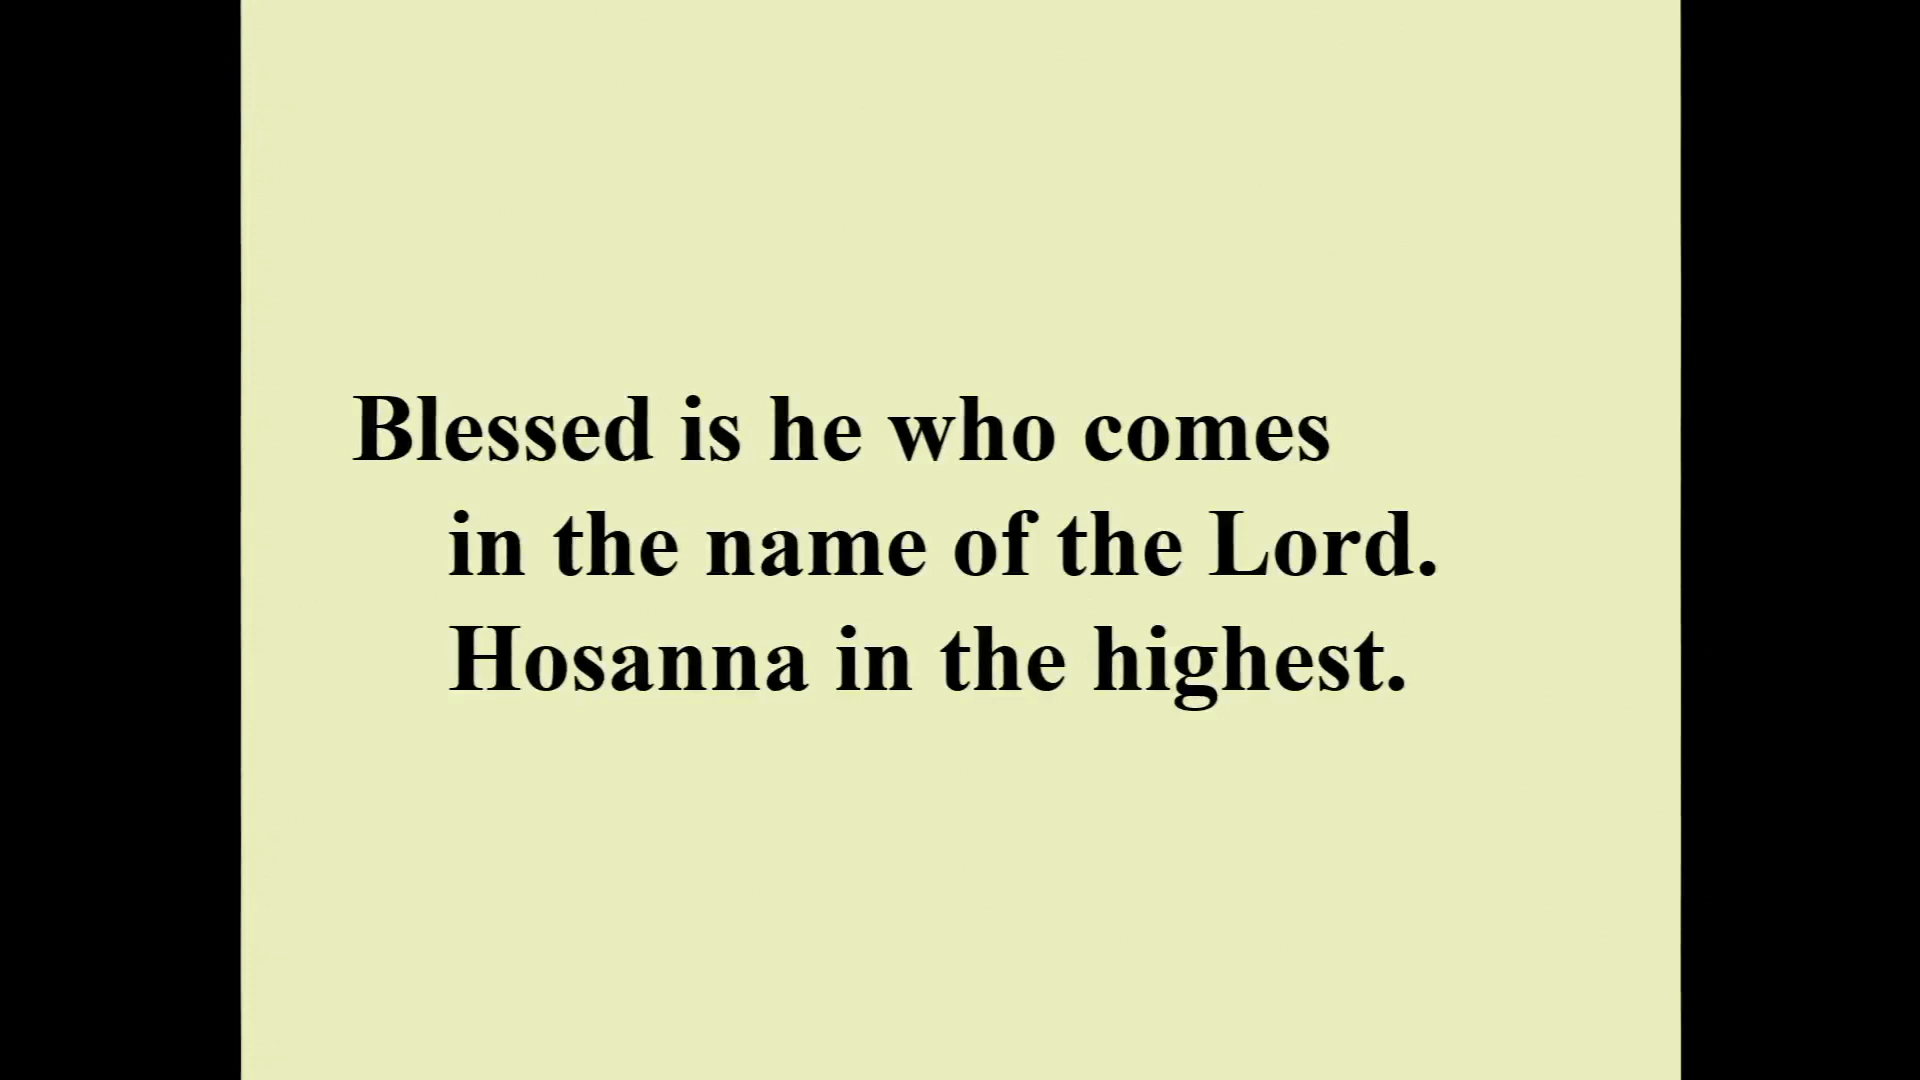 Blessed is he who comes
in the name of the Lord.
Hosanna in the highest.